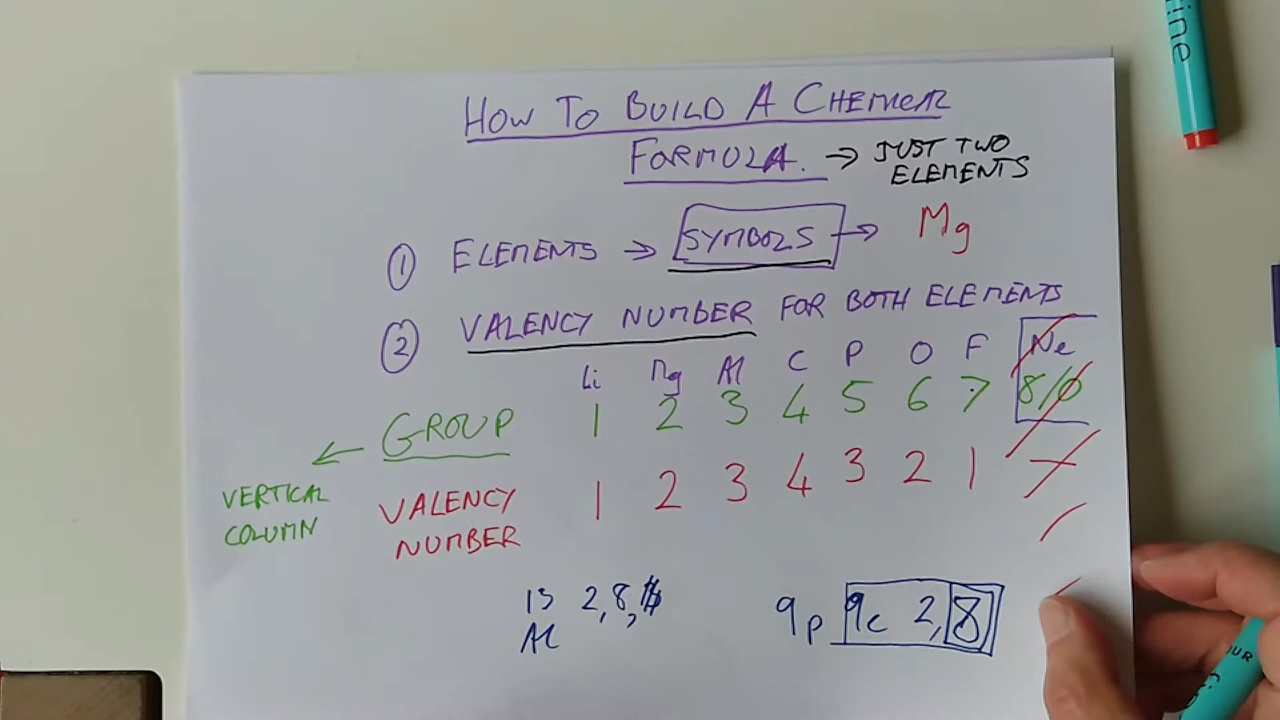 HOW TO BUILD A CHEMICAL
FORMULA. → JUST TWO
ELEMENTS
① ELEMENTS → SYMBOLS → Mg
② VALENCY NUMBER FOR BOTH ELEMENTS
Li Mg Al C P O F Ne
GROUP 1 2 3 4 5 6 7 8/0
← VERTICAL
COLUMN
VALENCY 1 2 3 4 3 2 1
NUMBER
13 2,8,
Al
9p 9e 2,8
fine
OUR